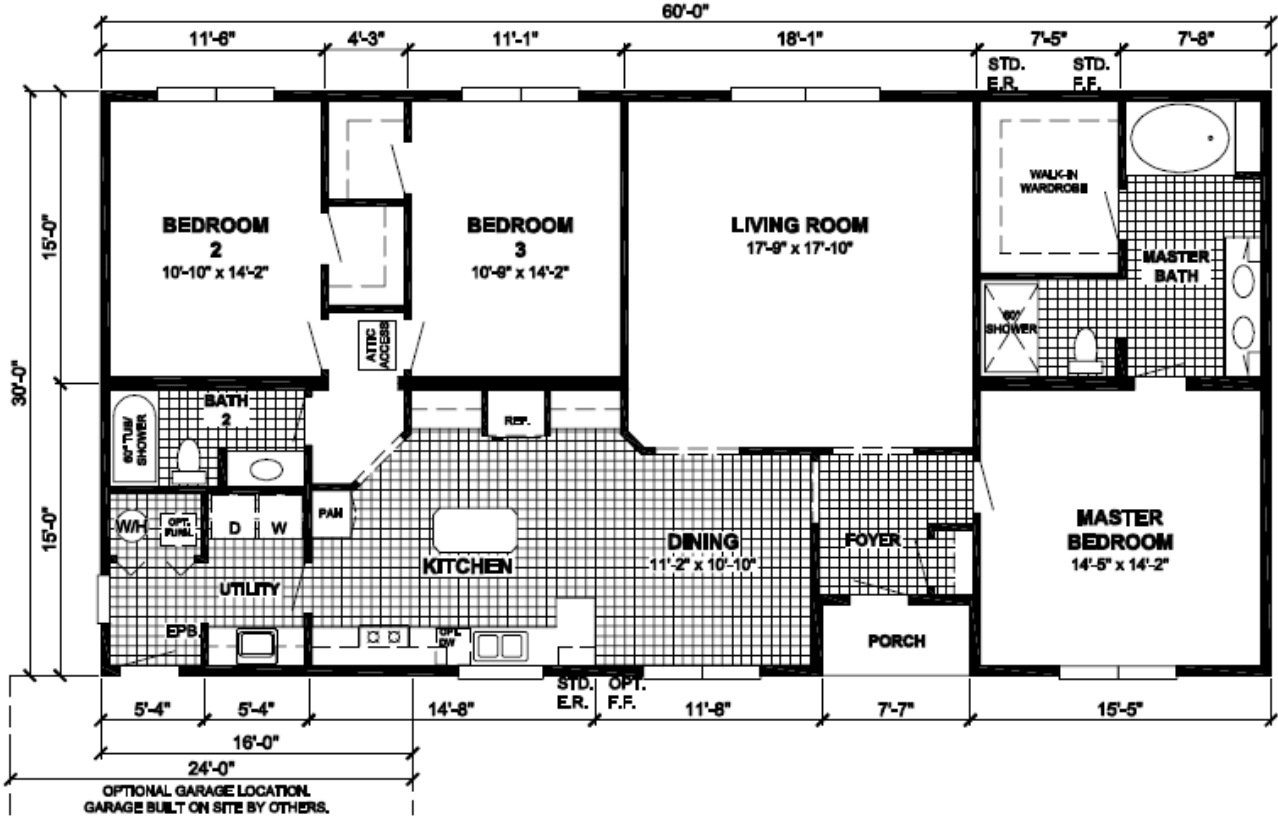 60'-0"
11'-6" 4'-3" 11'-1" 18'-1" 7'-5" 7'-8"
STD. STD.
E.R. F.F.
30'-0"
15'-0"
15'-0"
BEDROOM
2
10'-10" x 14'-2"
BEDROOM
3
10'-9" x 14'-2"
LIVING ROOM
17'-9" x 17'-10"
WALK-IN
WARDROBE
MASTER
BATH
60"
SHOWER
ATTIC
ACCESS
BATH
2
60" TUB/
SHOWER
REF.
W/H
OPT.
FURN.
D W
PAN
KITCHEN
DINING
11'-2" x 10'-10"
FOYER
MASTER
BEDROOM
14'-5" x 14'-2"
UTILITY
EPB.
OPT.
DW
PORCH
STD. OPT.
E.R. F.F.
5'-4" 5'-4" 14'-8" 11'-8" 7'-7" 15'-5"
16'-0"
24'-0"
OPTIONAL GARAGE LOCATION.
GARAGE BUILT ON SITE BY OTHERS.